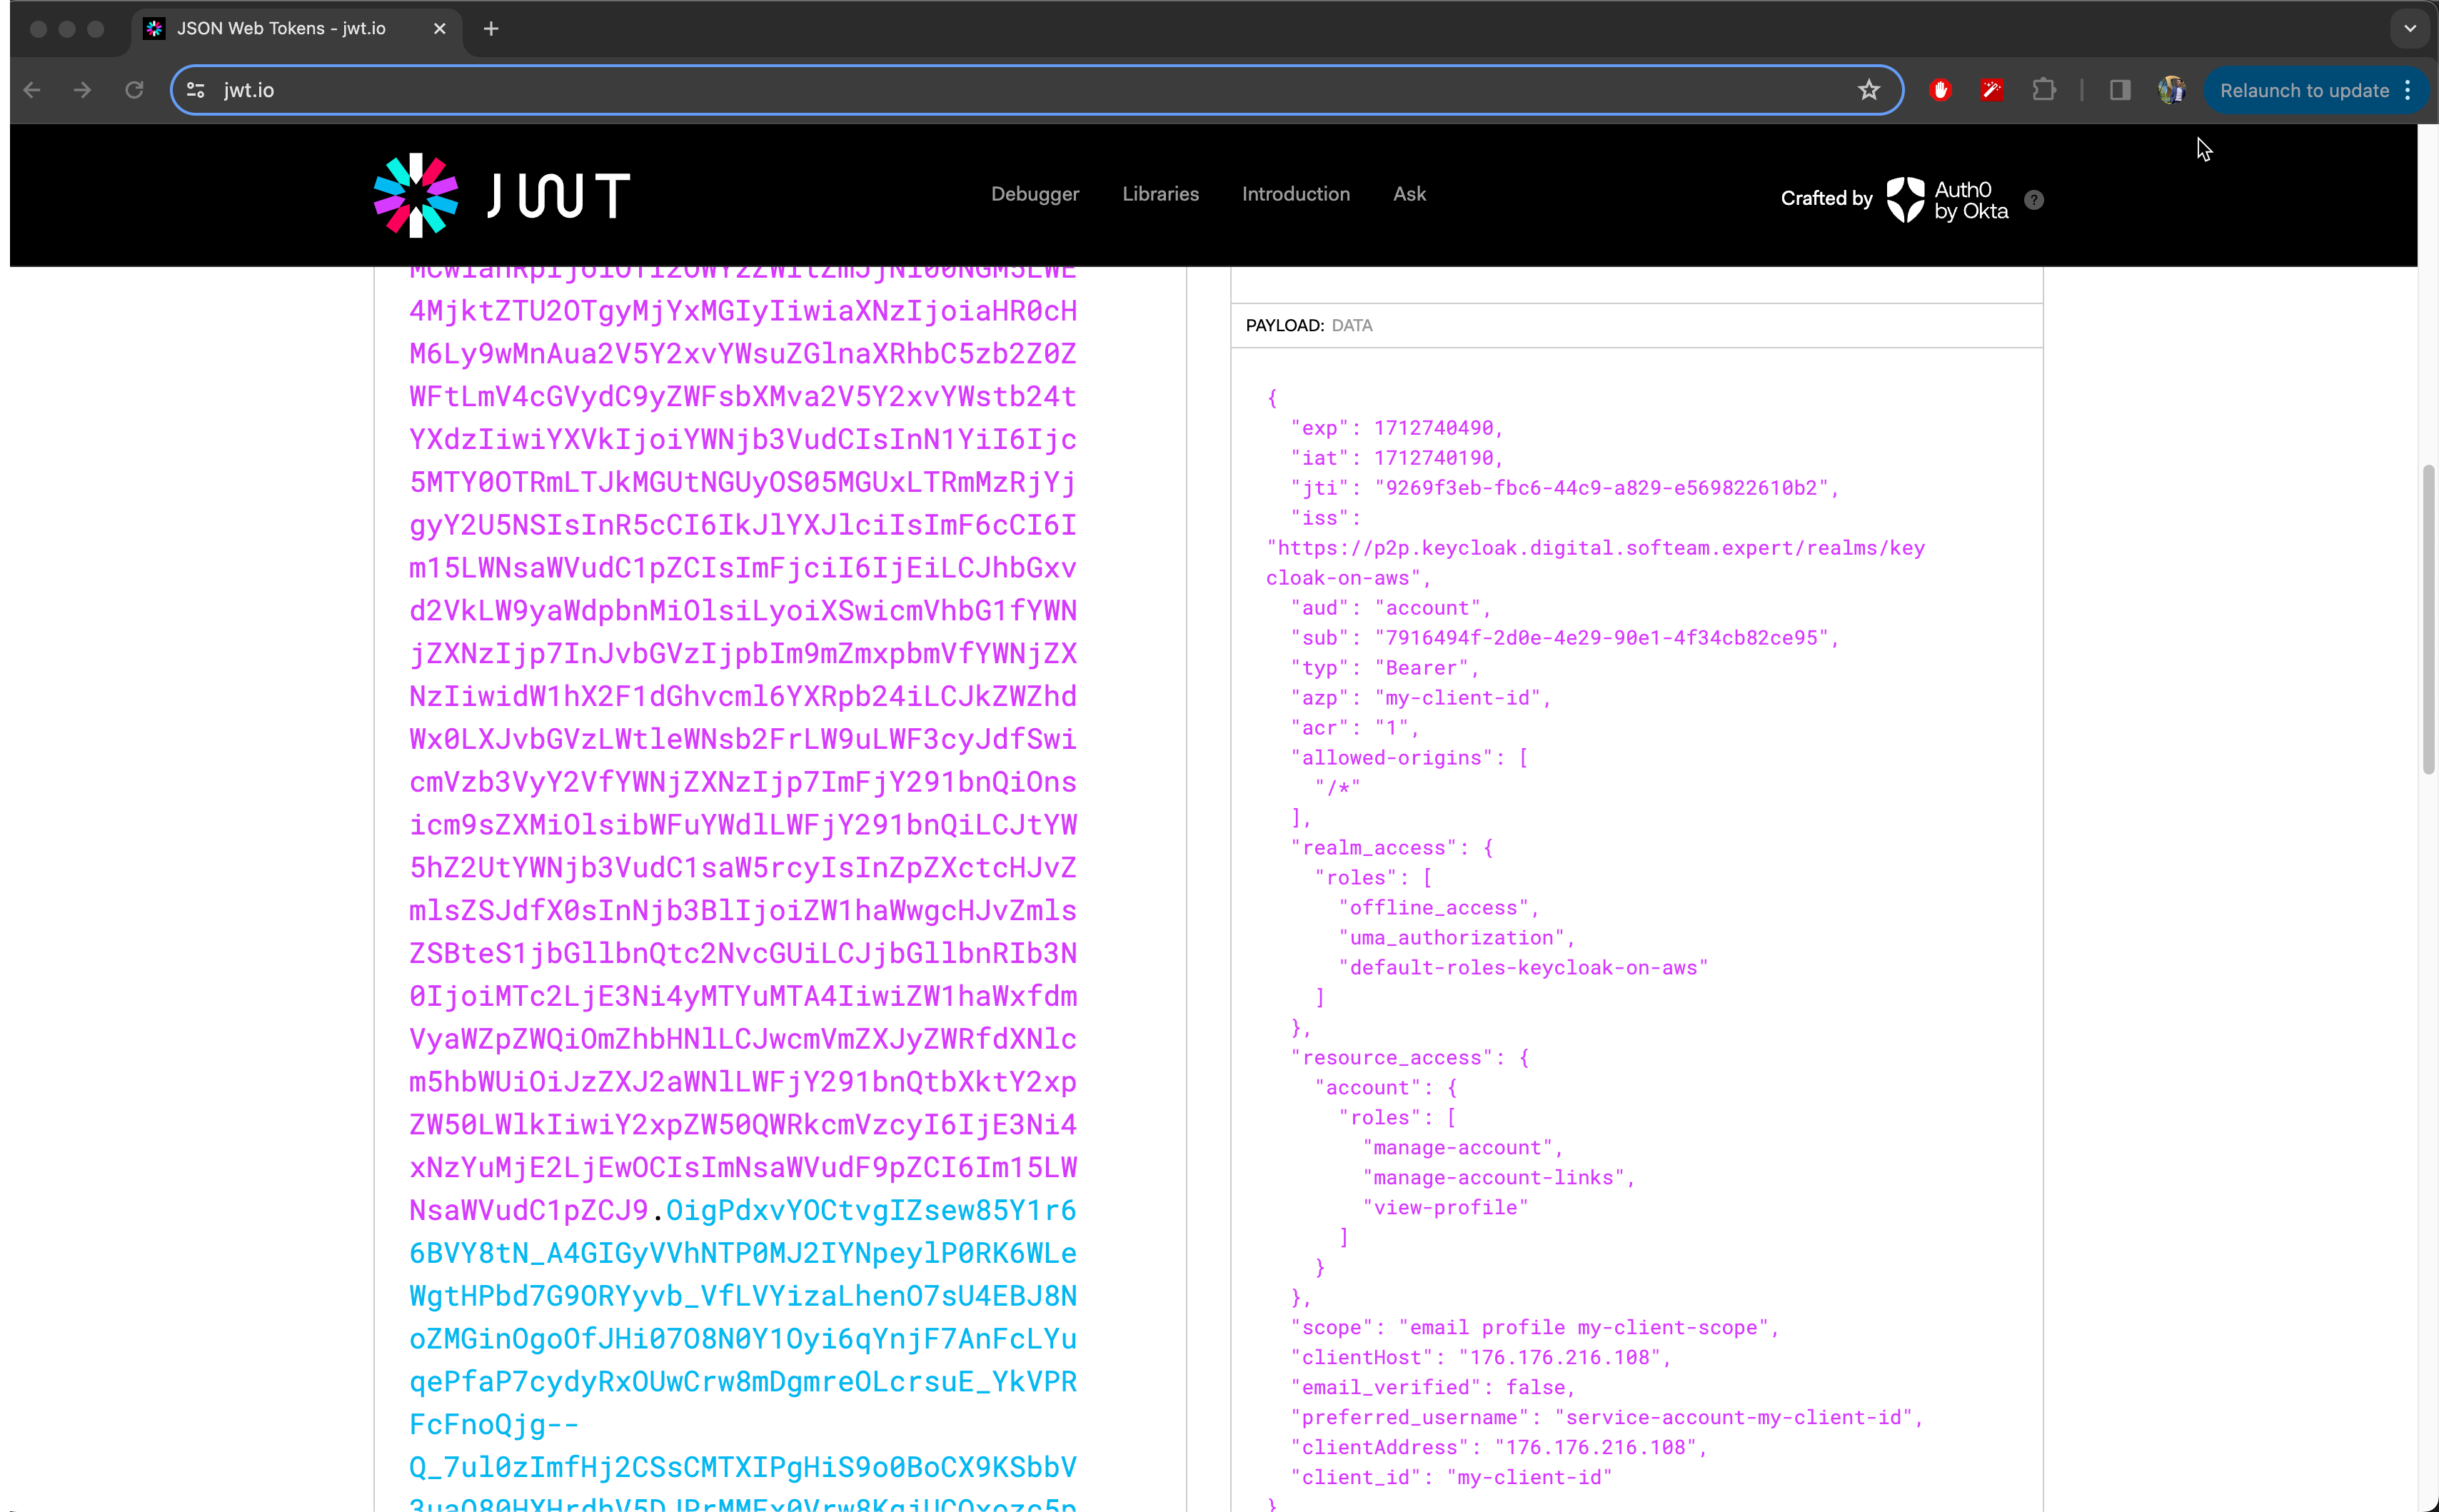 JSON Web Tokens - jwt.io
jwt.io
Relaunch to update
JWT
Debugger
Libraries
Introduction
Ask
Crafted by
Auth0
by Okta
?
4MjktZTU2OTgyMjYxMGIyIiwiaXNzIjoiaHR0cH
M6Ly9wMnAua2V5Y2xvYWsuZGlnaXRhbC5zb2Z0Z
WFtLmV4cGVydC9yZWFsbXMva2V5Y2xvYWstb24t
YXdzIiwiYXVkIjoiYWNjb3VudCIsInN1YiI6Ijc
5MTY0OTRmLTJkMGUtNGUyOS05MGUxLTRmMzRjYj
gyY2U5NSIsInR5cCI6IkJlYXJlciIsImF6cCI6I
m15LWNsaWVudC1pZCIsImFjciI6IjEiLCJhbGxv
d2VkLW9yaWdpbnMiOlsiLyoiXSwicmVhbG1fYWN
jZXNzIjp7InJvbGVzIjpbIm9mZmxpbmVfYWNjZX
NzIiwidW1hX2F1dGhvcml6YXRpb24iLCJkZWZhd
Wx0LXJvbGVzLWtleWNsb2FrLW9uLWF3cyJdfSwi
cmVzb3VyY2VfYWNjZXNzIjp7ImFjY291bnQiOns
icm9sZXMiOlsibWFuYWdlLWFjY291bnQiLCJtYW
5hZ2UtYWNjb3VudC1saW5rcyIsInZpZXctcHJvZ
mlsZSJdfX0sInNjb3BlIjoiZW1haWwgcHJvZmls
ZSBteS1jbGllbnQtc2NvcGUiLCJjbGllbnRIb3N
0IjoiMTc2LjE3Ni4yMTYuMTA4IiwiZW1haWxfdm
VyaWZpZWQiOmZhbHNlLCJwcmVmZXJyZWRfdXNlc
m5hbWUiOiJzZXJ2aWNlLWFjY291bnQtbXktY2xp
ZW50LWlkIiwiY2xpZW50QWRkcmVzcyI6IjE3Ni4
xNzYuMjE2LjEwOCIsImNsaWVudF9pZCI6Im15LW
NsaWVudC1pZCJ9.OigPdxvYOCtvgIZsew85Y1r6
6BVY8tN_A4GIGyVVhNTP0MJ2IYNpeylP0RK6WLe
WgtHPbd7G9ORYyvb_VfLVYizaLhenO7sU4EBJ8N
oZMGinOgoOfJHi07O8N0Y1Oyi6qYnjF7AnFcLYu
qePfaP7cydyRxOUwCrw8mDgmreOLcrsuE_YkVPR
FcFnoQjg--
Q_7ul0zImfHj2CSsCMTXIPgHiS9o0BoCX9KSbbV
PAYLOAD: DATA
{
"exp": 1712740490,
"iat": 1712740190,
"jti": "9269f3eb-fbc6-44c9-a829-e569822610b2",
"iss":
"https://p2p.keycloak.digital.softeam.expert/realms/key
cloak-on-aws",
"aud": "account",
"sub": "7916494f-2d0e-4e29-90e1-4f34cb82ce95",
"typ": "Bearer",
"azp": "my-client-id",
"acr": "1",
"allowed-origins": [
"/*"
],
"realm_access": {
"roles": [
"offline_access",
"uma_authorization",
"default-roles-keycloak-on-aws"
]
},
"resource_access": {
"account": {
"roles": [
"manage-account",
"manage-account-links",
"view-profile"
]
}
},
"scope": "email profile my-client-scope",
"clientHost": "176.176.216.108",
"email_verified": false,
"preferred_username": "service-account-my-client-id",
"clientAddress": "176.176.216.108",
"client_id": "my-client-id"
}